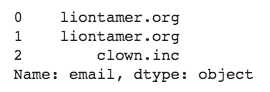 0    liontamer.org
1    liontamer.org
2        clown.inc
Name: email, dtype: object